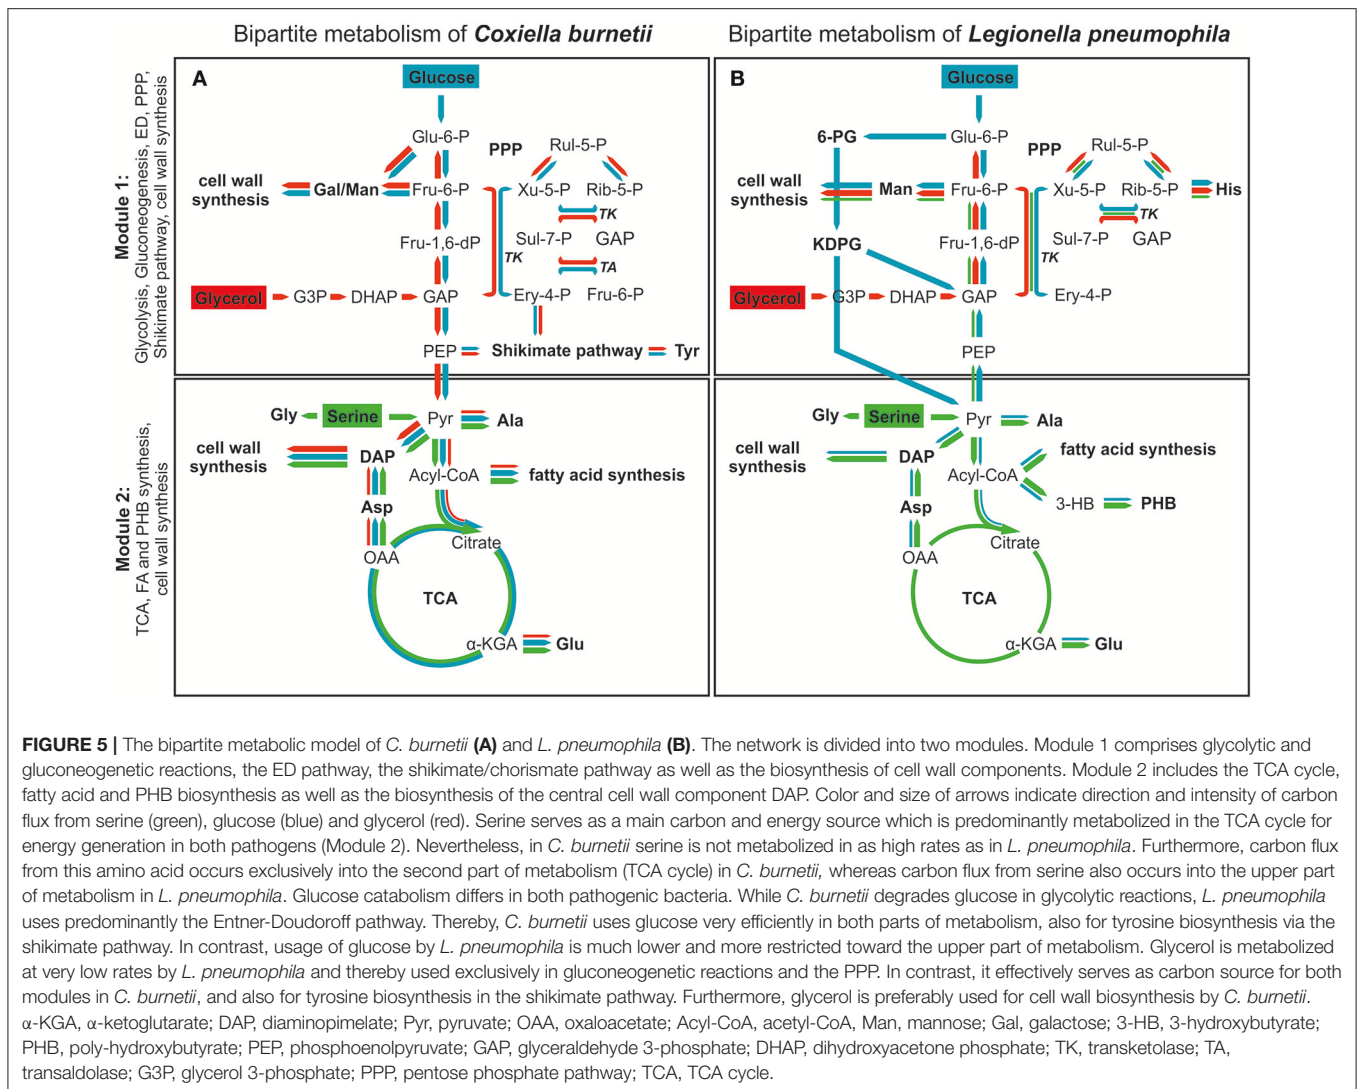 Bipartite metabolism of Coxiella burnetii
Bipartite metabolism of Legionella pneumophila
Module 1:
Glycolysis, Gluconeogenesis, ED, PPP,
Shikimate pathway, cell wall synthesis
A
Glucose
Glu-6-P
PPP
Rul-5-P
cell wall
synthesis
Gal/Man
Fru-6-P
Xu-5-P
Rib-5-P
TK
Fru-1,6-dP
Sul-7-P
GAP
TK
TA
Glycerol
G3P
DHAP
GAP
Ery-4-P
Fru-6-P
PEP
Shikimate pathway
Tyr
B
Glucose
6-PG
Glu-6-P
PPP
Rul-5-P
cell wall
synthesis
Man
Fru-6-P
Xu-5-P
Rib-5-P
His
TK
KDPG
Fru-1,6-dP
Sul-7-P
GAP
TK
Glycerol
G3P
DHAP
GAP
Ery-4-P
PEP
Module 2:
TCA, FA and PHB synthesis,
cell wall synthesis
Gly
Serine
Pyr
Ala
cell wall
synthesis
DAP
Acyl-CoA
fatty acid synthesis
Asp
OAA
Citrate
TCA
α-KGA
Glu
Gly
Serine
Pyr
Ala
cell wall
synthesis
DAP
fatty acid synthesis
Acyl-CoA
3-HB
PHB
Asp
OAA
Citrate
TCA
α-KGA
Glu
FIGURE 5 | The bipartite metabolic model of C. burnetii (A) and L. pneumophila (B). The network is divided into two modules. Module 1 comprises glycolytic and
gluconeogenetic reactions, the ED pathway, the shikimate/chorismate pathway as well as the biosynthesis of cell wall components. Module 2 includes the TCA cycle,
fatty acid and PHB biosynthesis as well as the biosynthesis of the central cell wall component DAP. Color and size of arrows indicate direction and intensity of carbon
flux from serine (green), glucose (blue) and glycerol (red). Serine serves as a main carbon and energy source which is predominantly metabolized in the TCA cycle for
energy generation in both pathogens (Module 2). Nevertheless, in C. burnetii serine is not metabolized in as high rates as in L. pneumophila. Furthermore, carbon flux
from this amino acid occurs exclusively into the second part of metabolism (TCA cycle) in C. burnetii, whereas carbon flux from serine also occurs into the upper part
of metabolism in L. pneumophila. Glucose catabolism differs in both pathogenic bacteria. While C. burnetii degrades glucose in glycolytic reactions, L. pneumophila
uses predominantly the Entner-Doudoroff pathway. Thereby, C. burnetii uses glucose very efficiently in both parts of metabolism, also for tyrosine biosynthesis via the
shikimate pathway. In contrast, usage of glucose by L. pneumophila is much lower and more restricted toward the upper part of metabolism. Glycerol is metabolized
at very low rates by L. pneumophila and thereby used exclusively in gluconeogenetic reactions and the PPP. In contrast, it effectively serves as carbon source for both
modules in C. burnetii, and also for tyrosine biosynthesis in the shikimate pathway. Furthermore, glycerol is preferably used for cell wall biosynthesis by C. burnetii.
α-KGA, α-ketoglutarate; DAP, diaminopimelate; Pyr, pyruvate; OAA, oxaloacetate; Acyl-CoA, acetyl-CoA, Man, mannose; Gal, galactose; 3-HB, 3-hydroxybutyrate;
PHB, poly-hydroxybutyrate; PEP, phosphoenolpyruvate; GAP, glyceraldehyde 3-phosphate; DHAP, dihydroxyacetone phosphate; TK, transketolase; TA,
transaldolase; G3P, glycerol 3-phosphate; PPP, pentose phosphate pathway; TCA, TCA cycle.